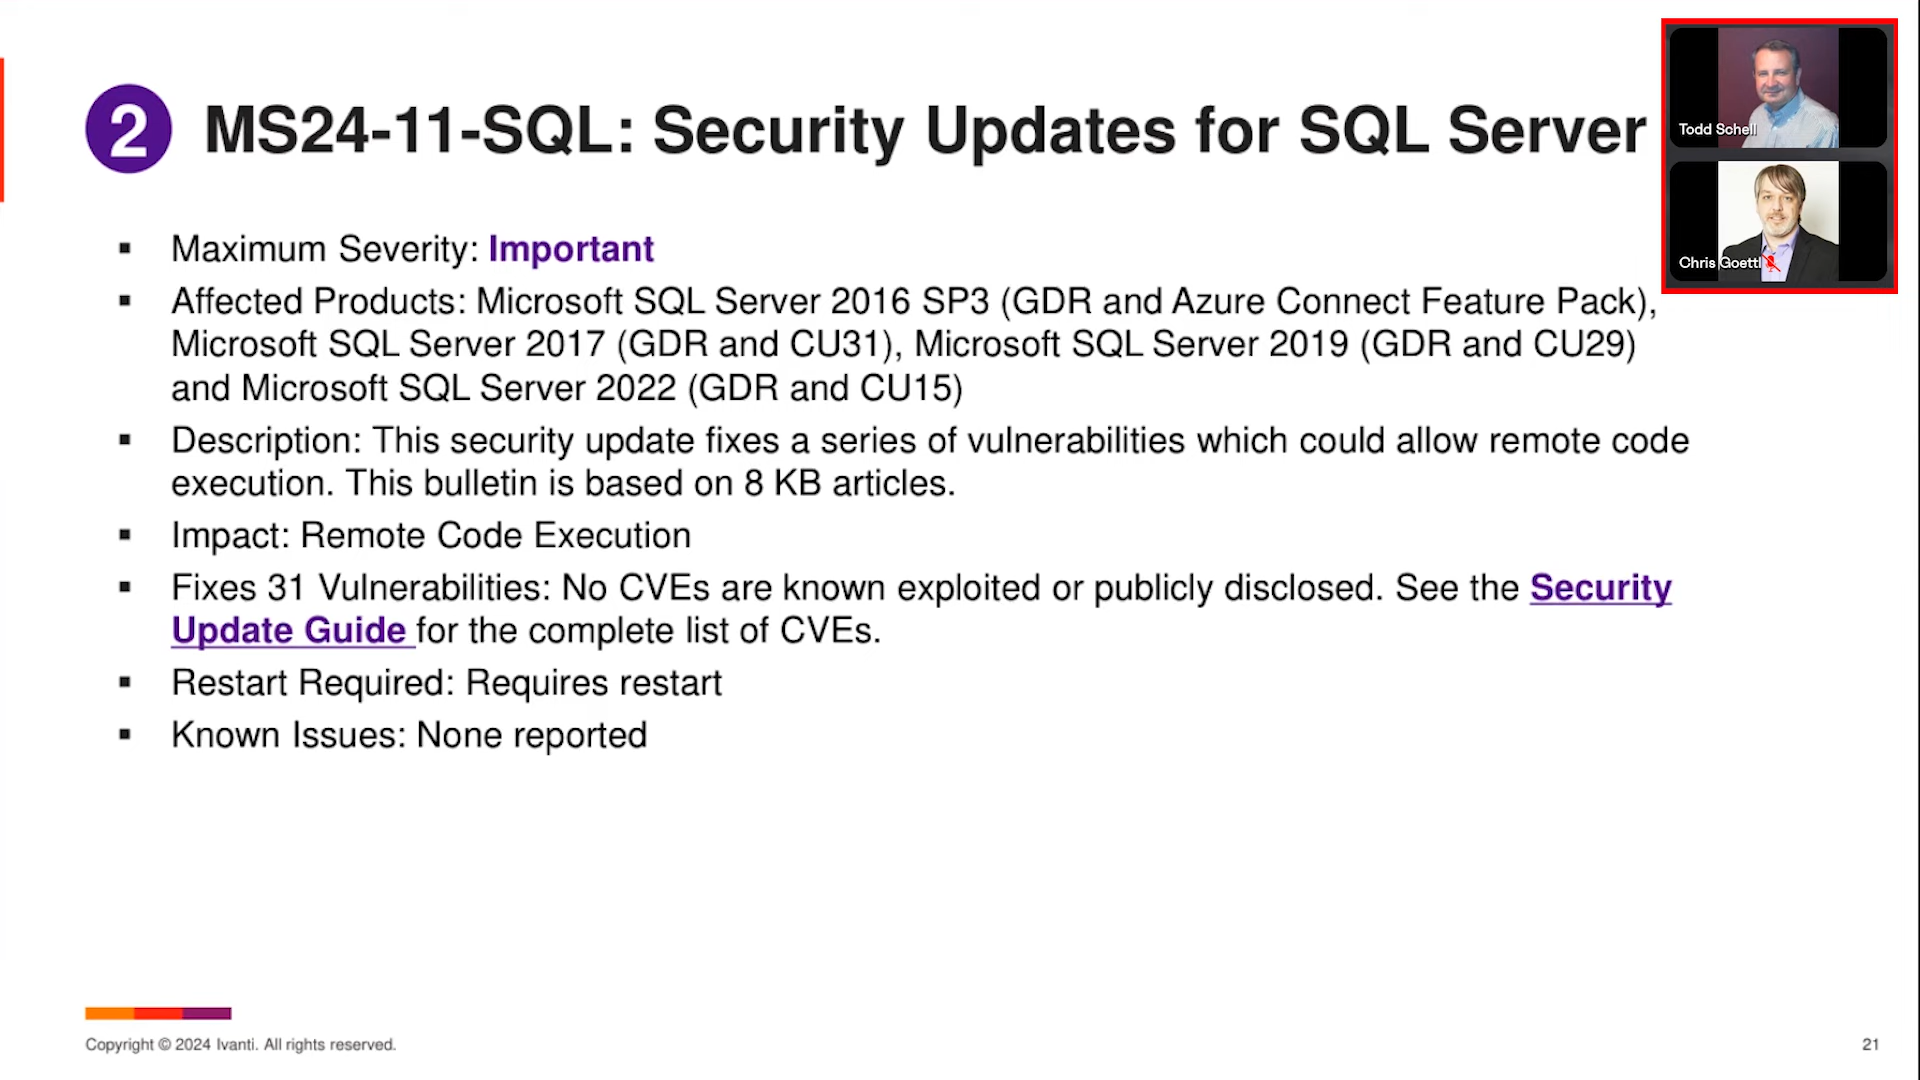 2 MS24-11-SQL: Security Updates for SQL Server
Todd Schell
Chris Goettl
▪ Maximum Severity: Important
▪ Affected Products: Microsoft SQL Server 2016 SP3 (GDR and Azure Connect Feature Pack),
Microsoft SQL Server 2017 (GDR and CU31), Microsoft SQL Server 2019 (GDR and CU29)
and Microsoft SQL Server 2022 (GDR and CU15)
▪ Description: This security update fixes a series of vulnerabilities which could allow remote code
execution. This bulletin is based on 8 KB articles.
▪ Impact: Remote Code Execution
▪ Fixes 31 Vulnerabilities: No CVEs are known exploited or publicly disclosed. See the Security
Update Guide for the complete list of CVEs.
▪ Restart Required: Requires restart
▪ Known Issues: None reported
Copyright © 2024 Ivanti. All rights reserved.
21